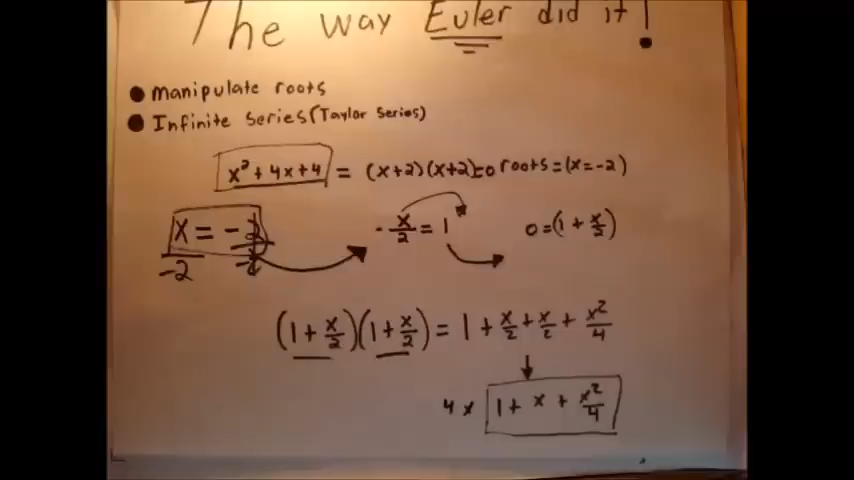 The way Euler did it!
• Manipulate roots
• Infinite Series (Taylor Series)
x² + 4x + 4 = (x+2)(x+2)=0 roots = (x = -2)
x = -2 / -2 -2
- x/2 = 1
0 = (1 + x/2)
(1 + x/2)(1 + x/2) = 1 + x/2 + x/2 + x²/4
4 x 1 + x + x²/4